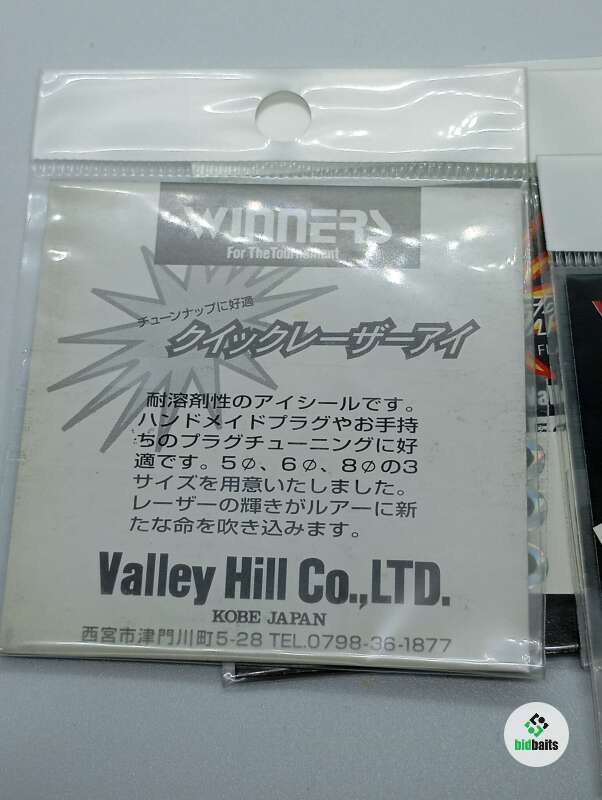 WINNERS
For The Tournament
チューンナップに好適
クイックレーザーアイ
耐溶剤性のアイシールです。
ハンドメイドプラグやお手持
ちのプラグチューニングに好
適です。5φ、6φ、8φの3
サイズを用意いたしました。
レーザーの輝きがルアーに新
たな命を吹き込みます。
Valley Hill Co.,LTD.
KOBE JAPAN
西宮市津門川町5-28 TEL.0798-36-1877
bidbaits